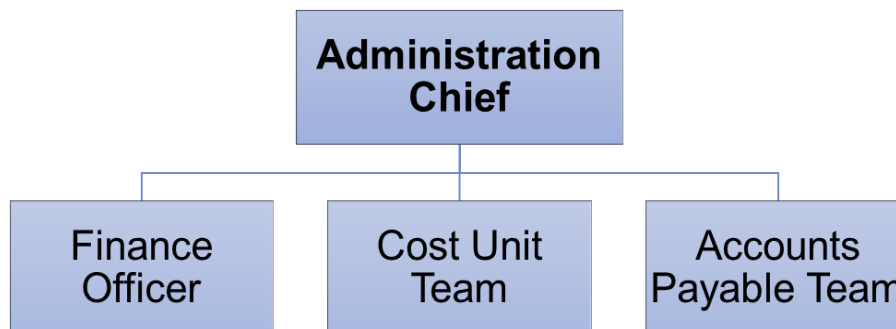 Administration
Chief
Finance
Officer
Cost Unit
Team
Accounts
Payable Team